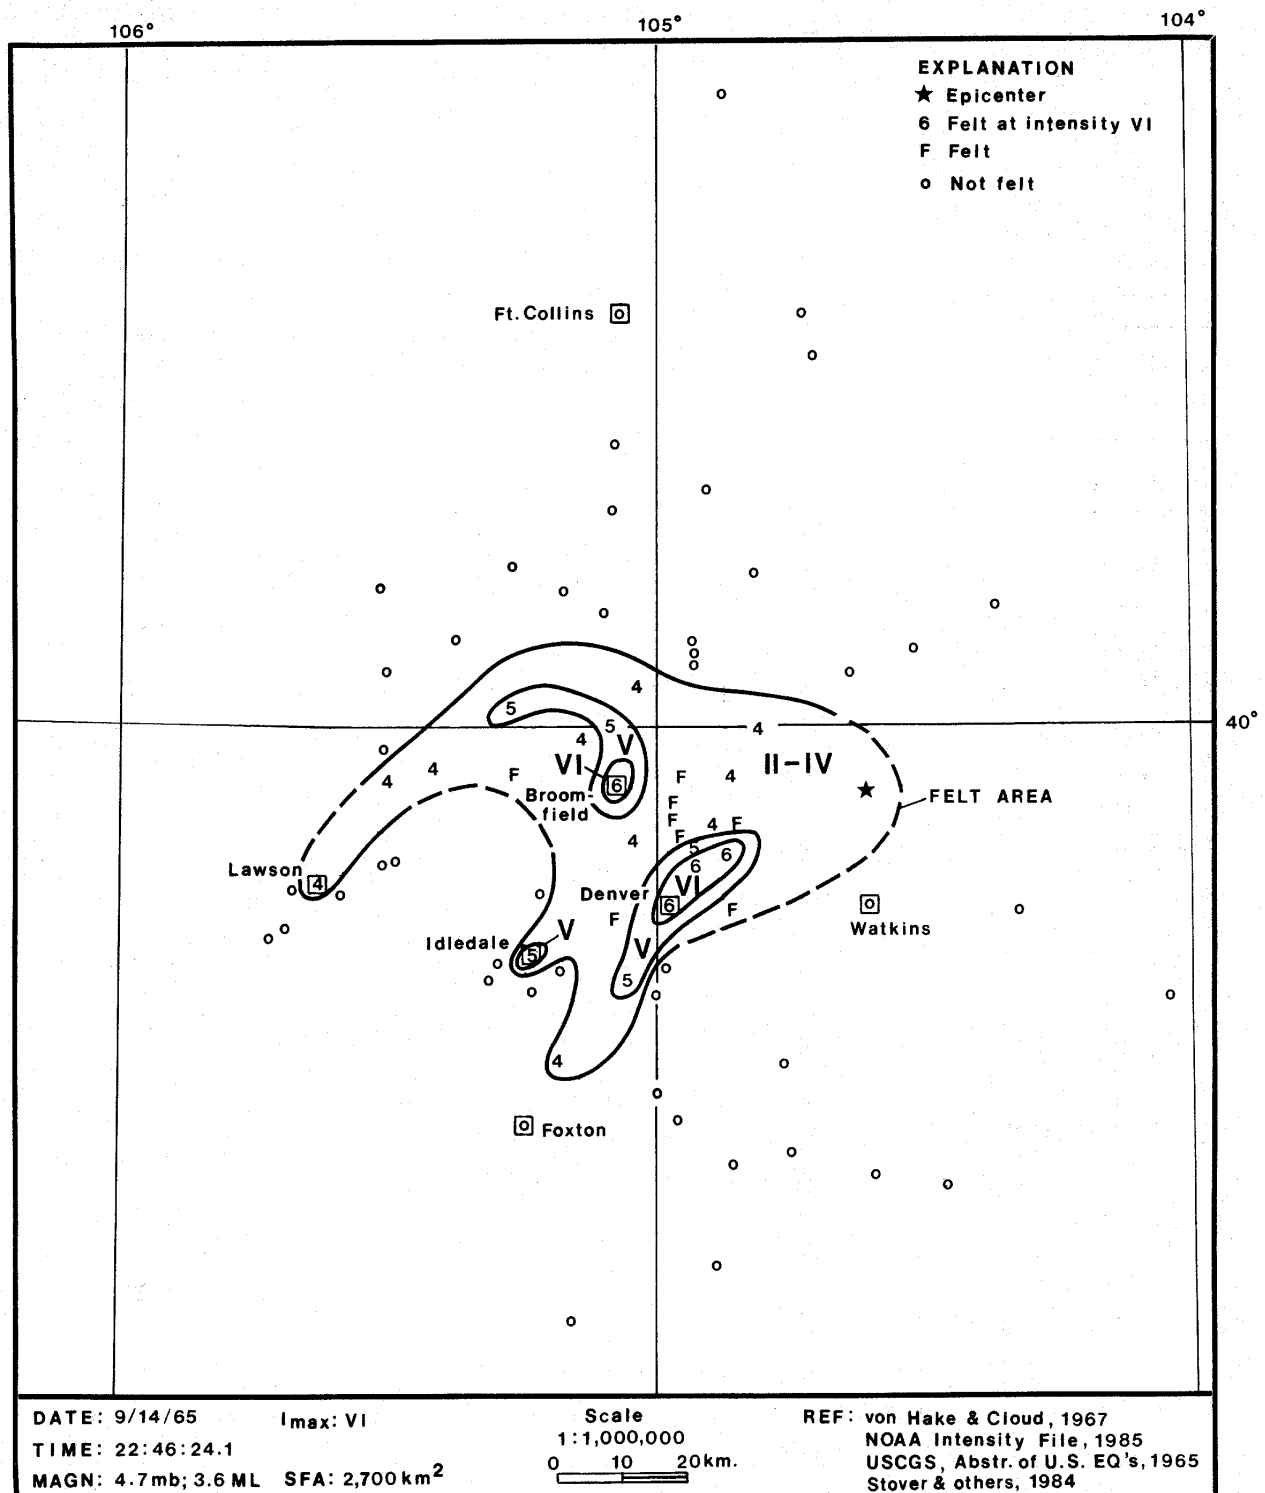 106°
105°
104°
EXPLANATION
★ Epicenter
6 Felt at intensity VI
F Felt
o Not felt
Ft. Collins
4
5
5
4
40°
4
V
VI
II-IV
4
4
F
F
4
6
Broom-
field
FELT AREA
F
F
4
F
4
F
5
6
6
Lawson
4
VI
Denver
6
F
F
Watkins
Idledale
V
5
V
5
4
Foxton
DATE: 9/14/65
Imax: VI
TIME: 22:46:24.1
MAGN: 4.7mb; 3.6 ML SFA: 2,700 km²
Scale
1:1,000,000
0 10 20km.
REF: von Hake & Cloud, 1967
NOAA Intensity File, 1985
USCGS, Abstr. of U.S. EQ's, 1965
Stover & others, 1984